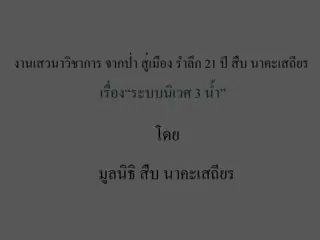 งานเสวนาวิชาการ จากป่า สู่เมือง รำลึก 21 ปี สืบ นาคะเสถียร
เรื่อง“ระบบนิเวศ 3 น้ำ”
โดย
มูลนิธิ สืบ นาคะเสถียร